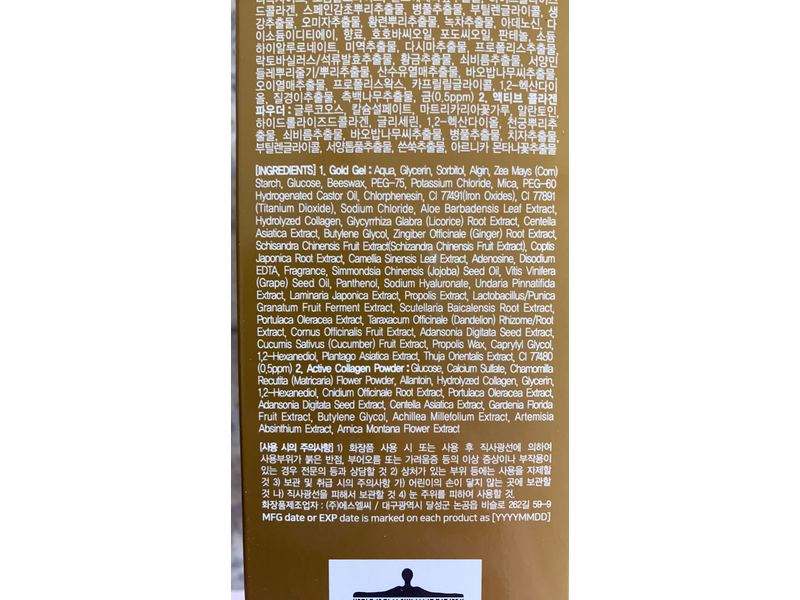 드콜라겐, 스페인감초뿌리추출물, 병풀추출물, 부틸렌글라이콜, 생
강추출물, 오미자추출물, 황련뿌리추출물, 녹차추출물, 아데노신, 다
이소듐이디티에이, 향료, 호호바씨오일, 포도씨오일, 판테놀, 소듐
하이알루로네이트, 미역추출물, 다시마추출물, 프로폴리스추출물,
락토바실러스/석류발효추출물, 황금추출물, 쇠비름추출물, 서양민
들레뿌리줄기/뿌리추출물, 산수유열매추출물, 바오밥나무씨추출물,
오이열매추출물, 프로폴리스왁스, 카프릴릴글라이콜, 1,2-헥산다이
올, 질경이추출물, 측백나무추출물, 금(0.5ppm) 2. 액티브 콜라겐
파우더 : 글루코오스, 칼슘설페이트, 마트리카리아꽃가루, 알란토인,
하이드롤라이즈드콜라겐, 글리세린, 1,2-헥산다이올, 천궁뿌리추
출물, 쇠비름추출물, 바오밥나무씨추출물, 병풀추출물, 치자추출물,
부틸렌글라이콜, 서양톱풀추출물, 쓴쑥추출물, 아르니카 몬타나꽃추출물
[INGREDIENTS] 1. Gold Gel : Aqua, Glycerin, Sorbitol, Algin, Zea Mays (Corn)
Starch, Glucose, Beeswax, PEG-75, Potassium Chloride, Mica, PEG-60
Hydrogenated Castor Oil, Chlorphenesin, CI 77491(Iron Oxides), CI 77891
(Titanium Dioxide), Sodium Chloride, Aloe Barbadensis Leaf Extract,
Hydrolyzed Collagen, Glycyrrhiza Glabra (Licorice) Root Extract, Centella
Asiatica Extract, Butylene Glycol, Zingiber Officinale (Ginger) Root Extract,
Schisandra Chinensis Fruit Extract(Schizandra Chinensis Fruit Extract), Coptis
Japonica Root Extract, Camellia Sinensis Leaf Extract, Adenosine, Disodium
EDTA, Fragrance, Simmondsia Chinensis (Jojoba) Seed Oil, Vitis Vinifera
(Grape) Seed Oil, Panthenol, Sodium Hyaluronate, Undaria Pinnatifida
Extract, Laminaria Japonica Extract, Propolis Extract, Lactobacillus/Punica
Granatum Fruit Ferment Extract, Scutellaria Baicalensis Root Extract,
Portulaca Oleracea Extract, Taraxacum Officinale (Dandelion) Rhizome/Root
Extract, Cornus Officinalis Fruit Extract, Adansonia Digitata Seed Extract,
Cucumis Sativus (Cucumber) Fruit Extract, Propolis Wax, Caprylyl Glycol,
1,2-Hexanediol, Plantago Asiatica Extract, Thuja Orientalis Extract, CI 77480
(0,5ppm) 2, Active Collagen Powder : Glucose, Calcium Sulfate, Chamomilla
Recutita (Matricaria) Flower Powder, Allantoin, Hydrolyzed Collagen, Glycerin,
1,2-Hexanediol, Cnidium Officinale Root Extract, Portulaca Oleracea Extract,
Adansonia Digitata Seed Extract, Centella Asiatica Extract, Gardenia Florida
Fruit Extract, Butylene Glycol, Achillea Millefolium Extract, Artemisia
Absinthium Extract, Arnica Montana Flower Extract
[사용 시의 주의사항] 1) 화장품 사용 시 또는 사용 후 직사광선에 의하여
사용부위가 붉은 반점, 부어오름 또는 가려움증 등의 이상 증상이나 부작용이
있는 경우 전문의 등과 상담할 것 2) 상처가 있는 부위 등에는 사용을 자제할
것 3) 보관 및 취급 시의 주의사항 가) 어린이의 손이 닿지 않는 곳에 보관할
것 나) 직사광선을 피해서 보관할 것 4) 눈 주위를 피하여 사용할 것.
화장품제조업자 : (주)에스엘씨 / 대구광역시 달성군 논공읍 비슬로 262길 59-9
MFG date or EXP date is marked on each product as [YYYYMMDD]